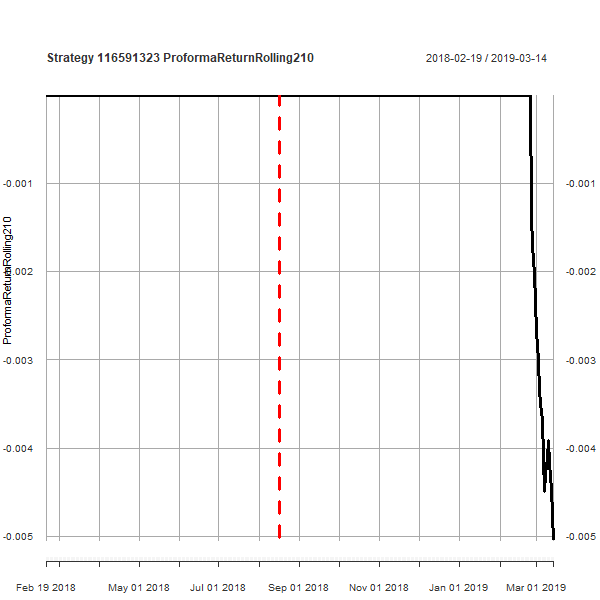 Strategy 116591323 ProformaReturnRolling210
2018-02-19 / 2019-03-14
-0.001
-0.001
-0.002
-0.002
-0.003
-0.003
-0.004
-0.004
-0.005
-0.005
ProformaReturnRolling210
Feb 19 2018
May 01 2018
Jul 01 2018
Sep 01 2018
Nov 01 2018
Jan 01 2019
Mar 01 2019